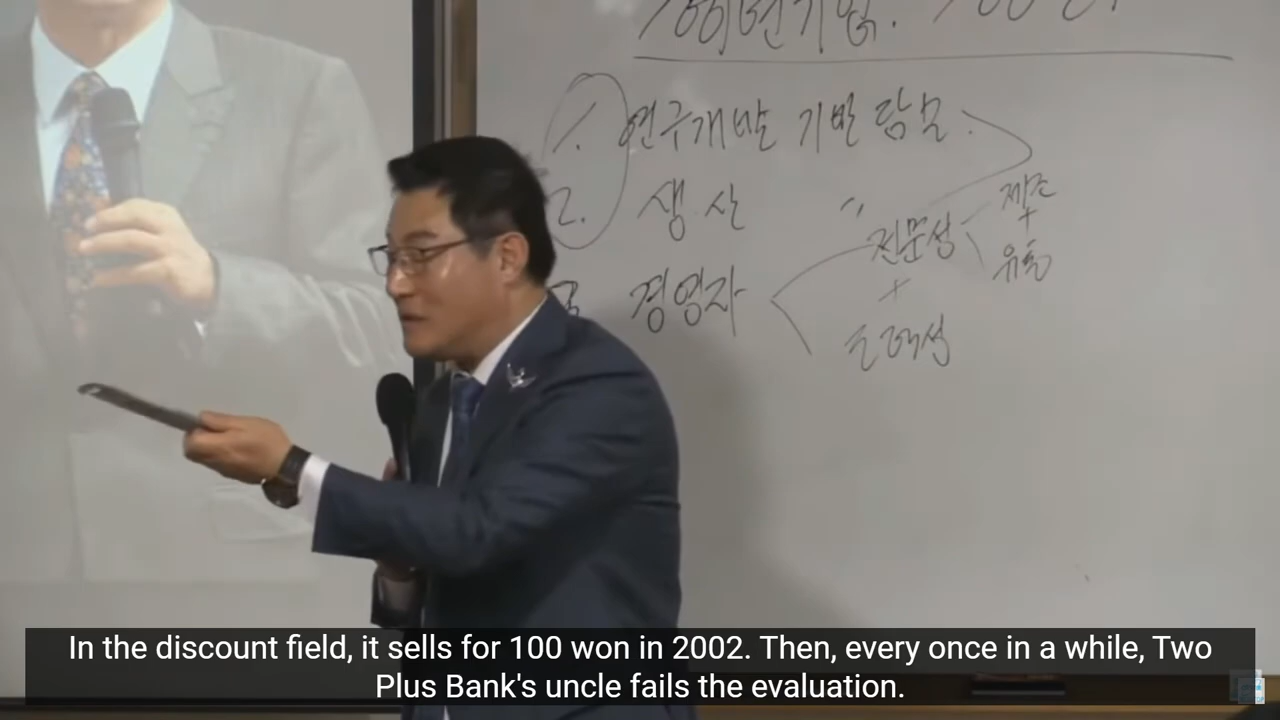 1. 연구개발 기반 담보.
2. 생산 〃
경영자
전문성
+
도덕성
제조
+
유통
In the discount field, it sells for 100 won in 2002. Then, every once in a while, Two
Plus Bank's uncle fails the evaluation.